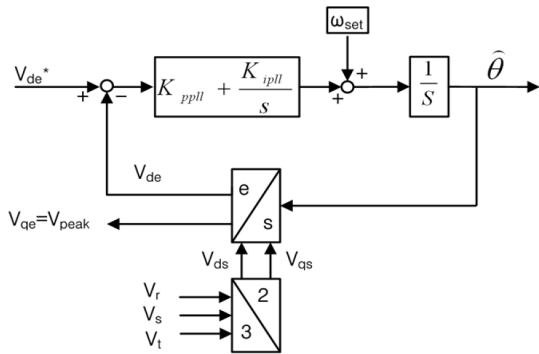 ω_set
V_de*
+
−
K_ppll + K_ipll / s
+
+
1 / S
θ̂
V_de
e
s
V_qe=V_peak
V_ds
V_qs
V_r
V_s
V_t
2
3